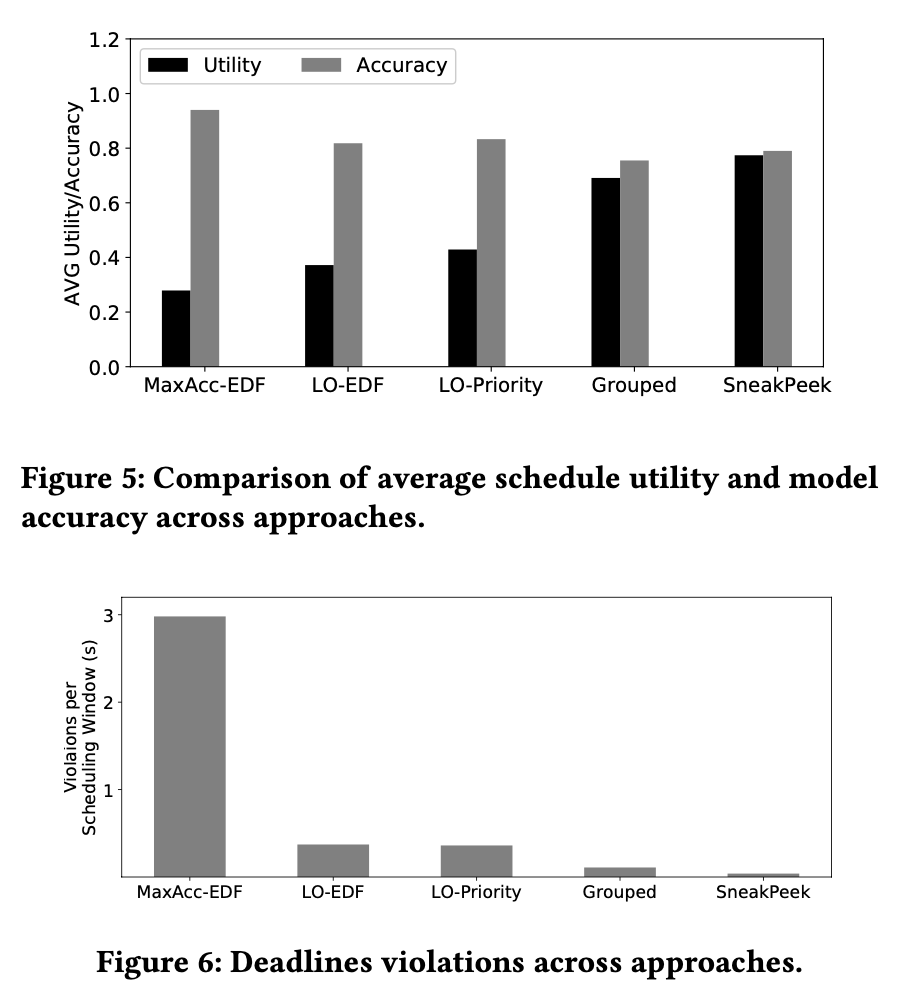 1.2
Utility Accuracy
1.0
0.8
0.6
0.4
0.2
0.0
AVG Utility/Accuracy
MaxAcc-EDF LO-EDF LO-Priority Grouped SneakPeek
Figure 5: Comparison of average schedule utility and model
accuracy across approaches.
3
2
1
Violaions per
Scheduling Window (s)
MaxAcc-EDF LO-EDF LO-Priority Grouped SneakPeek
Figure 6: Deadlines violations across approaches.